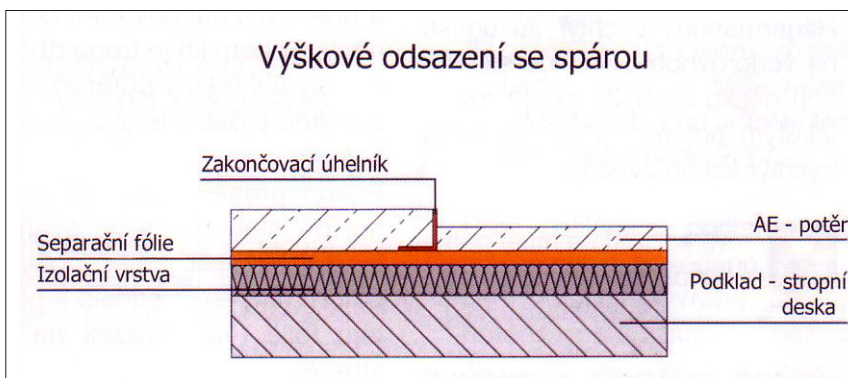 Výškové odsazení se spárou
Zakončovací úhelník
Separační fólie
Izolační vrstva
AE - potěr
Podklad - stropní
deska